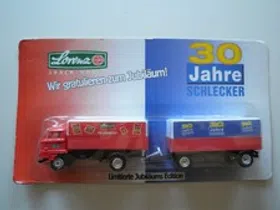 Lorenz
Wir gratulieren zum Jubiläum!
30
Jahre
SCHLECKER
Limitierte Jubiläums Edition